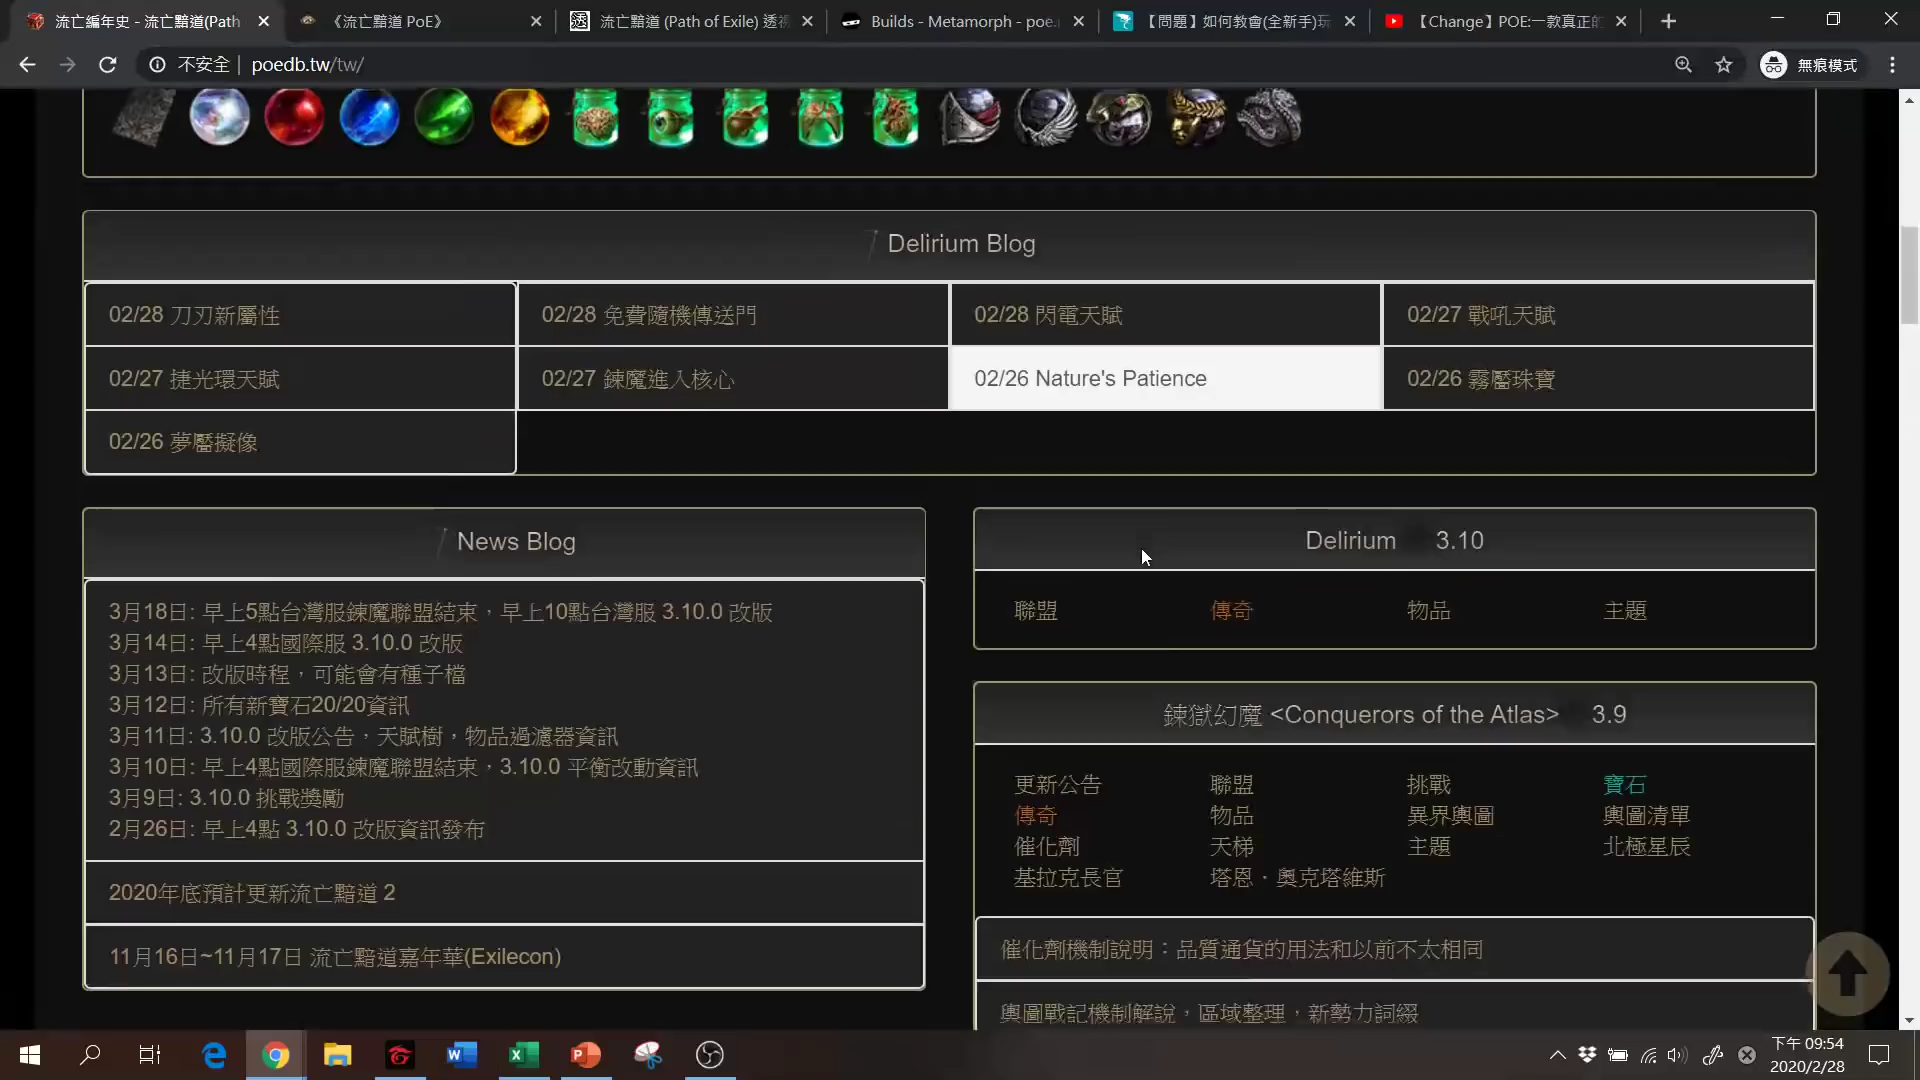 流亡編年史 - 流亡黯道(Path
《流亡黯道 PoE》
流亡黯道 (Path of Exile) 透視
Builds - Metamorph - poe.
【問題】如何教會(全新手)玩
【Change】POE:一款真正的
不安全
poedb.tw/tw/
無痕模式
Delirium Blog
02/28 刀刃新屬性
02/28 免費隨機傳送門
02/28 閃電天賦
02/27 戰吼天賦
02/27 捷光環天賦
02/27 鍊魔進入核心
02/26 Nature's Patience
02/26 霧靨珠寶
02/26 夢靨擬像
News Blog
3月18日: 早上5點台灣服鍊魔聯盟結束，早上10點台灣服 3.10.0 改版
3月14日: 早上4點國際服 3.10.0 改版
3月13日: 改版時程，可能會有種子檔
3月12日: 所有新寶石20/20資訊
3月11日: 3.10.0 改版公告，天賦樹，物品過濾器資訊
3月10日: 早上4點國際服鍊魔聯盟結束，3.10.0 平衡改動資訊
3月9日: 3.10.0 挑戰獎勵
2月26日: 早上4點 3.10.0 改版資訊發布
2020年底預計更新流亡黯道 2
11月16日~11月17日 流亡黯道嘉年華(Exilecon)
Delirium 3.10
聯盟 傳奇 物品 主題
鍊獄幻魔 <Conquerors of the Atlas> 3.9
更新公告 聯盟 挑戰 寶石
傳奇 物品 異界輿圖 輿圖清單
催化劑 天梯 主題 北極星辰
基拉克長官 塔恩．奧克塔維斯
催化劑機制說明：品質通貨的用法和以前不太相同
輿圖戰記機制解說，區域整理，新勢力詞綴
下午 09:54
2020/2/28